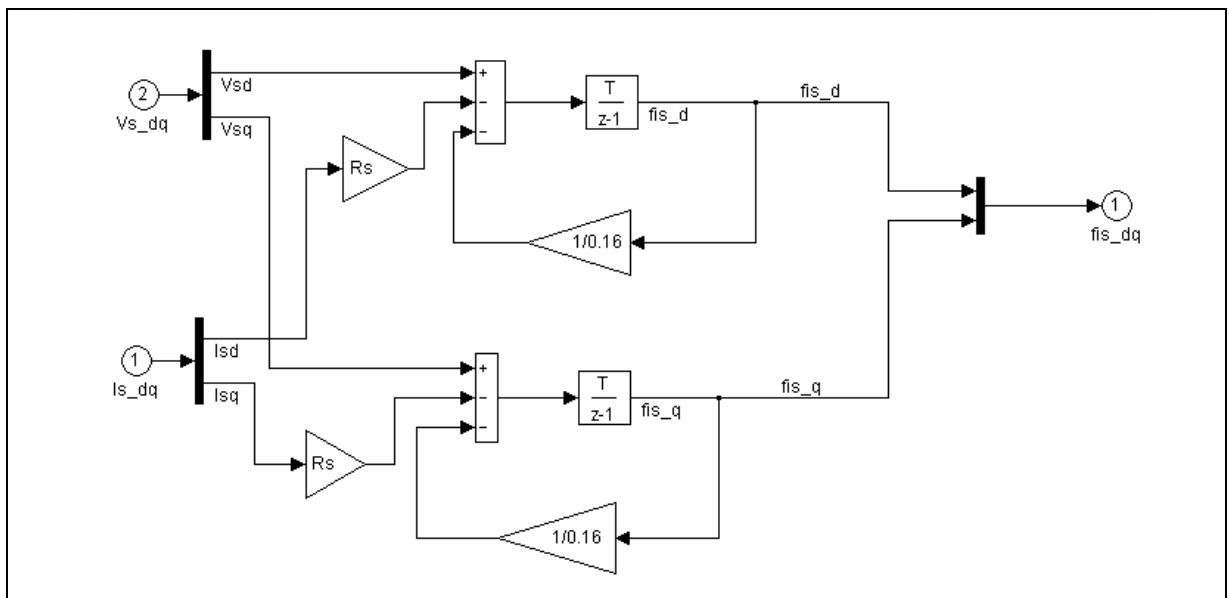 2
Vs_dq
Vsd
Vsq
+
−
−
T
z-1
fis_d
fis_d
Rs
1/0.16
1
fis_dq
1
Is_dq
Isd
Isq
+
−
−
T
z-1
fis_q
fis_q
Rs
1/0.16